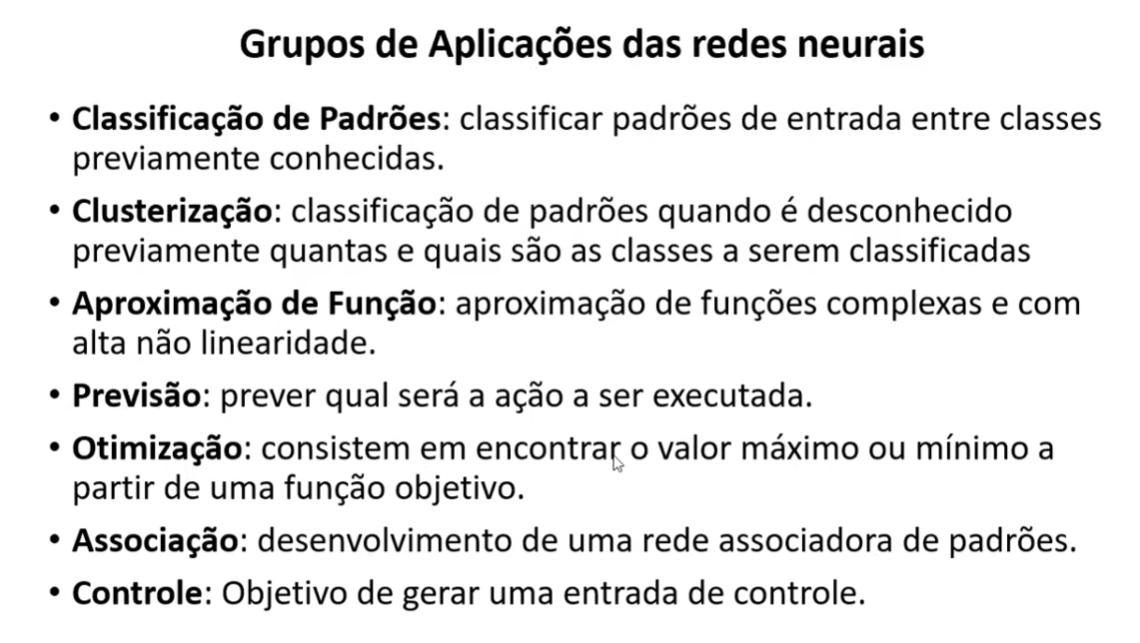 Grupos de Aplicações das redes neurais
• Classificação de Padrões: classificar padrões de entrada entre classes
previamente conhecidas.
• Clusterização: classificação de padrões quando é desconhecido
previamente quantas e quais são as classes a serem classificadas
• Aproximação de Função: aproximação de funções complexas e com
alta não linearidade.
• Previsão: prever qual será a ação a ser executada.
• Otimização: consistem em encontrar o valor máximo ou mínimo a
partir de uma função objetivo.
• Associação: desenvolvimento de uma rede associadora de padrões.
• Controle: Objetivo de gerar uma entrada de controle.